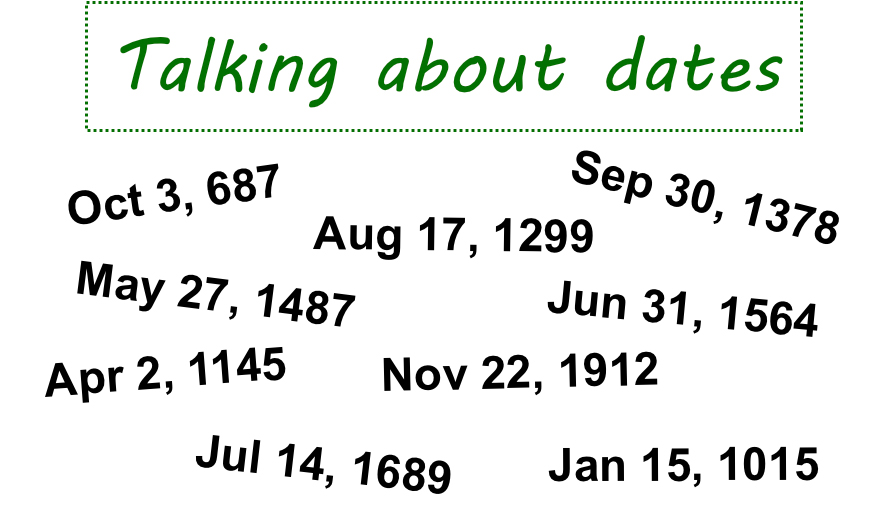 Talking about dates
Oct 3, 687
Sep 30, 1378
Aug 17, 1299
May 27, 1487
Jun 31, 1564
Apr 2, 1145
Nov 22, 1912
Jul 14, 1689
Jan 15, 1015